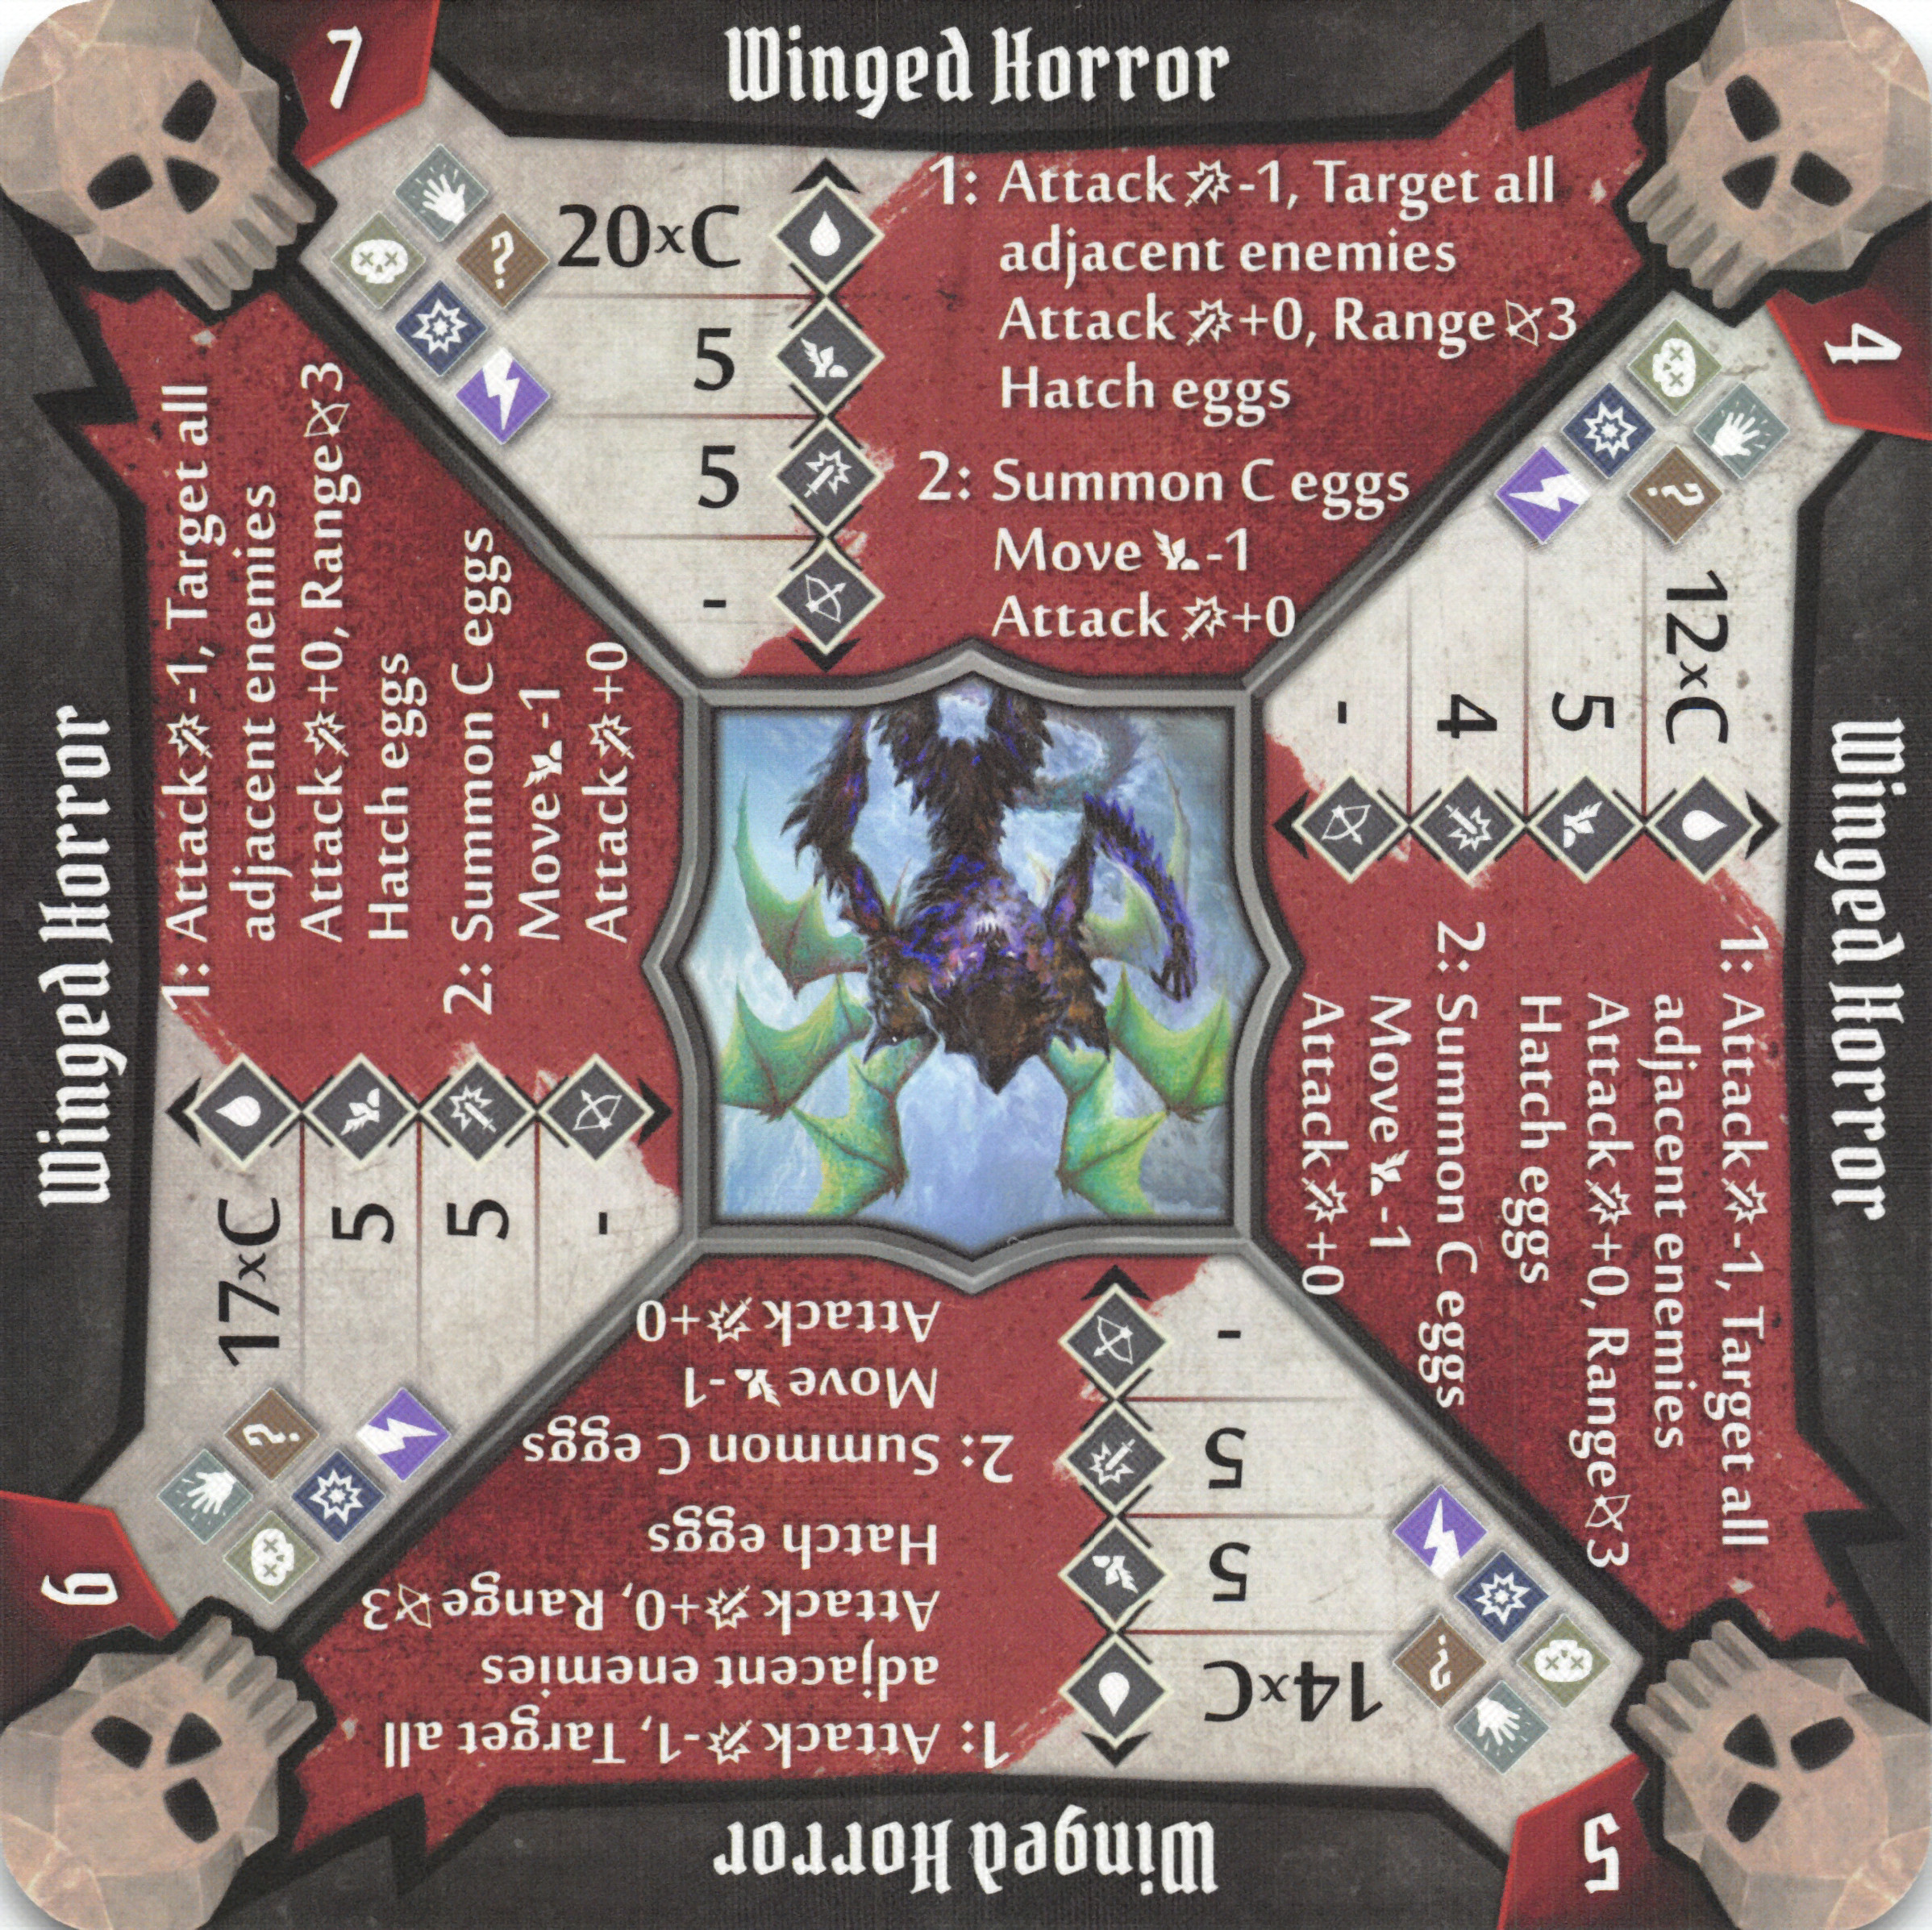 7
Winged Horror
20xC
5
5
-
1: Attack -1, Target all
adjacent enemies
Attack +0, Range 3
Hatch eggs
2: Summon C eggs
Move -1
Attack +0
4
Winged Horror
12xC
5
4
-
1: Attack -1, Target all
adjacent enemies
Attack +0, Range 3
Hatch eggs
2: Summon C eggs
Move -1
Attack +0
5
Winged Horror
14xC
5
5
-
1: Attack -1, Target all
adjacent enemies
Attack +0, Range 3
Hatch eggs
2: Summon C eggs
Move -1
Attack +0
6
Winged Horror
17xC
5
5
-
1: Attack -1, Target all
adjacent enemies
Attack +0, Range 3
Hatch eggs
2: Summon C eggs
Move -1
Attack +0